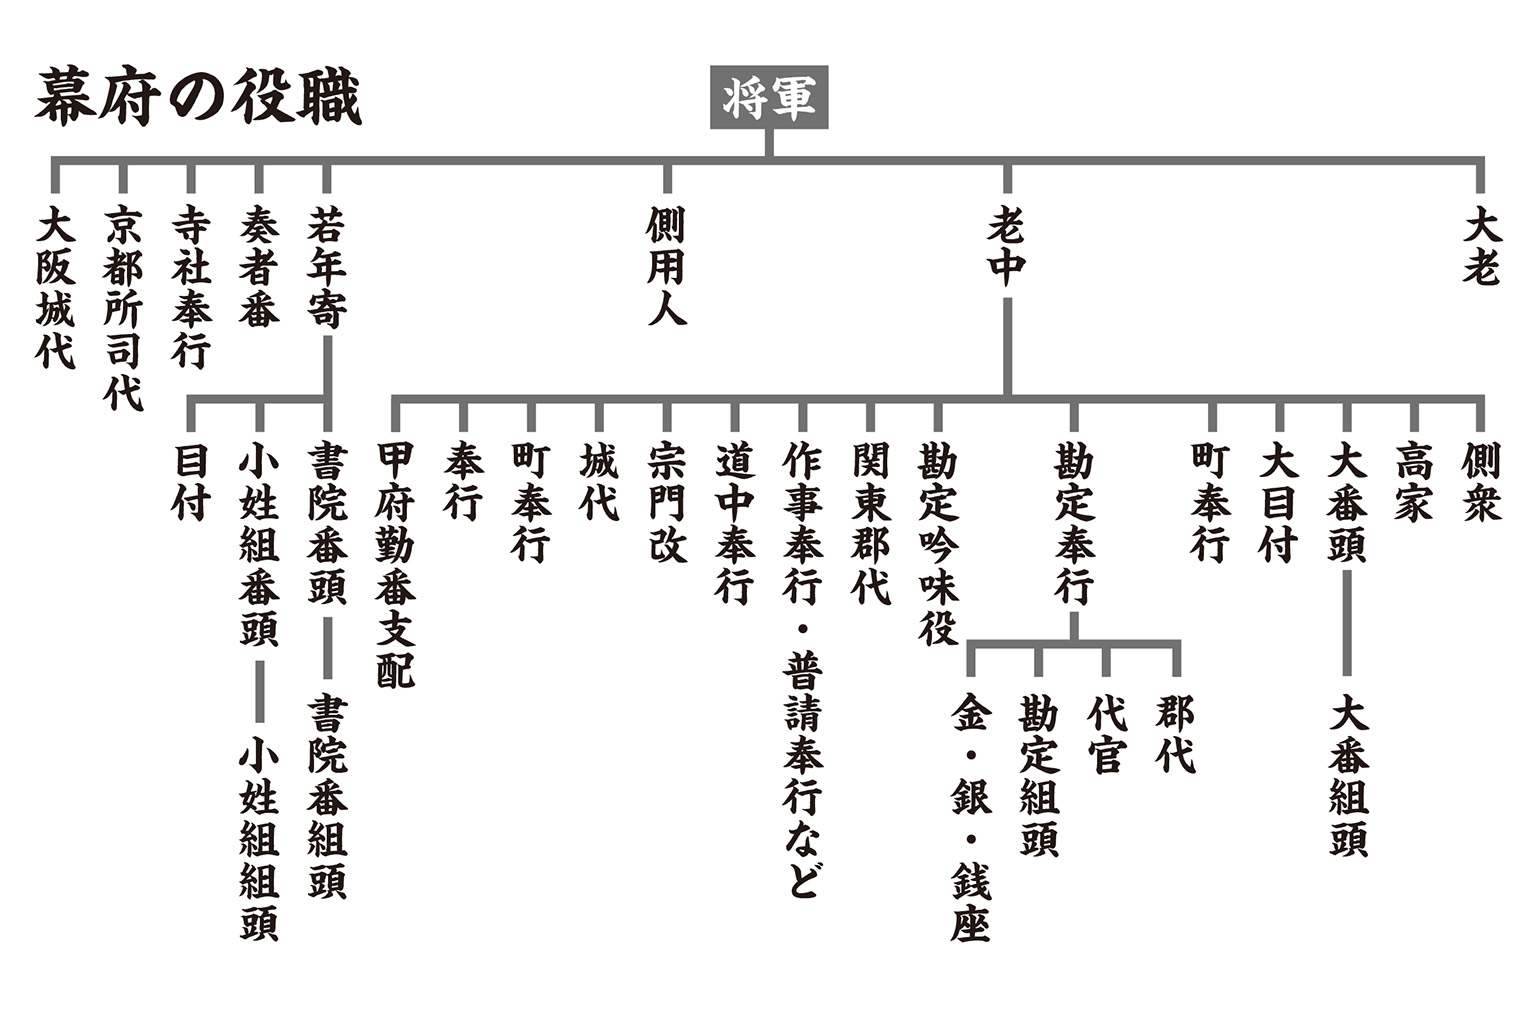 幕府の役職
将軍
大老
老中
側用人
若年寄
奏者番
寺社奉行
京都所司代
大阪城代
側衆
高家
大番頭
大目付
町奉行
勘定奉行
勘定吟味役
関東郡代
作事奉行・普請奉行など
道中奉行
宗門改
城代
町奉行
奉行
甲府勤番支配
書院番頭
小姓組番頭
目付
大番組頭
郡代
代官
勘定組頭
金・銀・銭座
書院番組頭
小姓組組頭